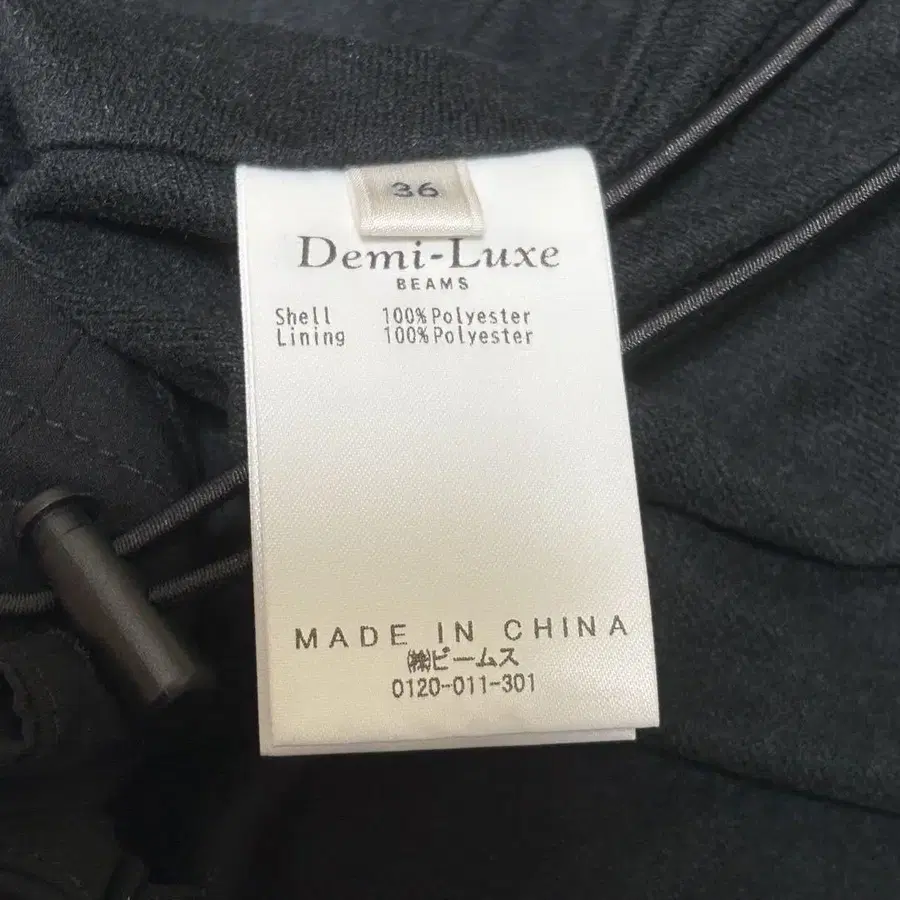 36
Demi-Luxe
BEAMS
Shell 100%Polyester
Lining 100%Polyester
MADE IN CHINA
㈱ビームス
0120-011-301